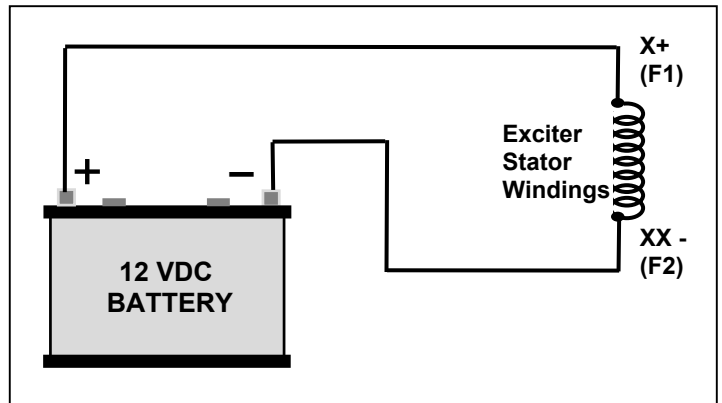 X+
(F1)
Exciter
Stator
Windings
+
–
XX -
(F2)
12 VDC
BATTERY